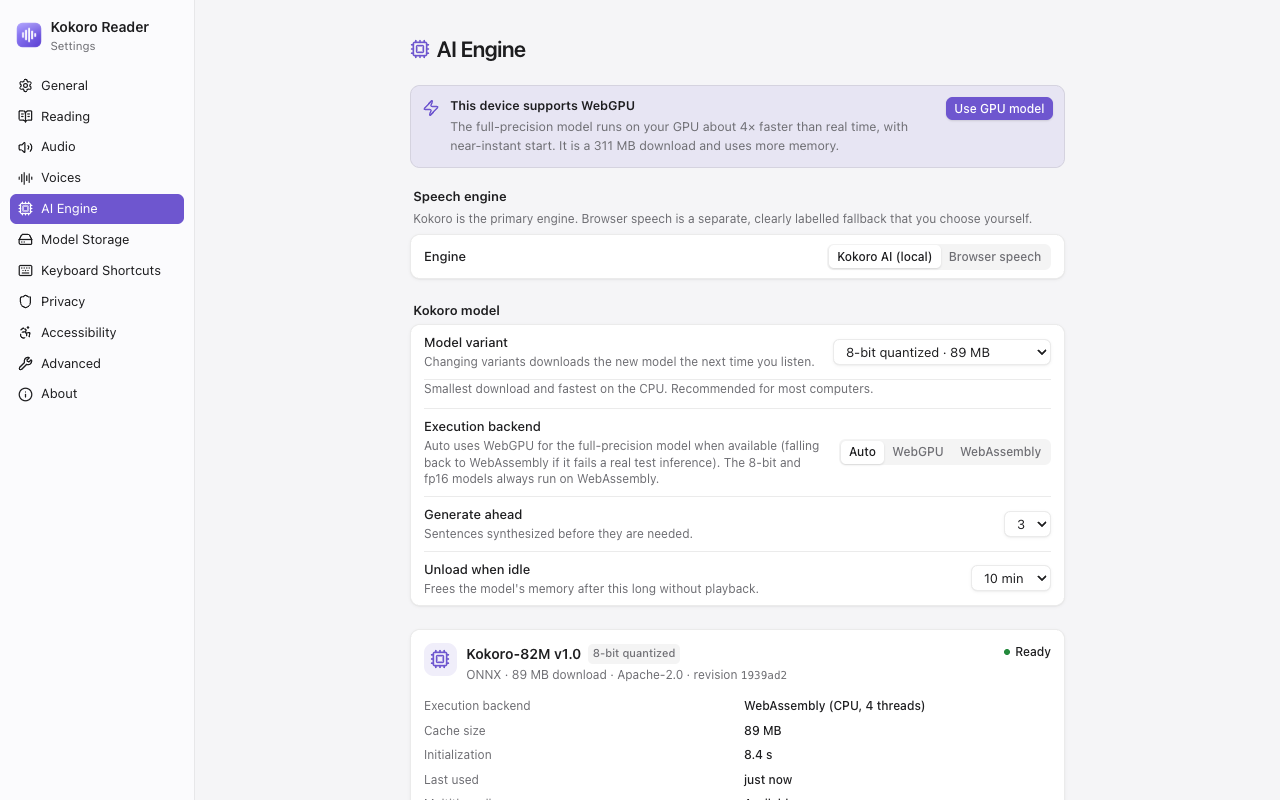 Kokoro Reader
Settings
General
Reading
Audio
Voices
AI Engine
Model Storage
Keyboard Shortcuts
Privacy
Accessibility
Advanced
About
AI Engine
This device supports WebGPU
Use GPU model
The full-precision model runs on your GPU about 4× faster than real time, with
near-instant start. It is a 311 MB download and uses more memory.
Speech engine
Kokoro is the primary engine. Browser speech is a separate, clearly labelled fallback that you choose yourself.
Engine
Kokoro AI (local) Browser speech
Kokoro model
Model variant
Changing variants downloads the new model the next time you listen.
8-bit quantized · 89 MB
Smallest download and fastest on the CPU. Recommended for most computers.
Execution backend
Auto uses WebGPU for the full-precision model when available (falling
back to WebAssembly if it fails a real test inference). The 8-bit and
fp16 models always run on WebAssembly.
Auto WebGPU WebAssembly
Generate ahead
Sentences synthesized before they are needed.
3
Unload when idle
Frees the model's memory after this long without playback.
10 min
Kokoro-82M v1.0 8-bit quantized
Ready
ONNX · 89 MB download · Apache-2.0 · revision 1939ad2
Execution backend WebAssembly (CPU, 4 threads)
Cache size 89 MB
Initialization 8.4 s
Last used just now